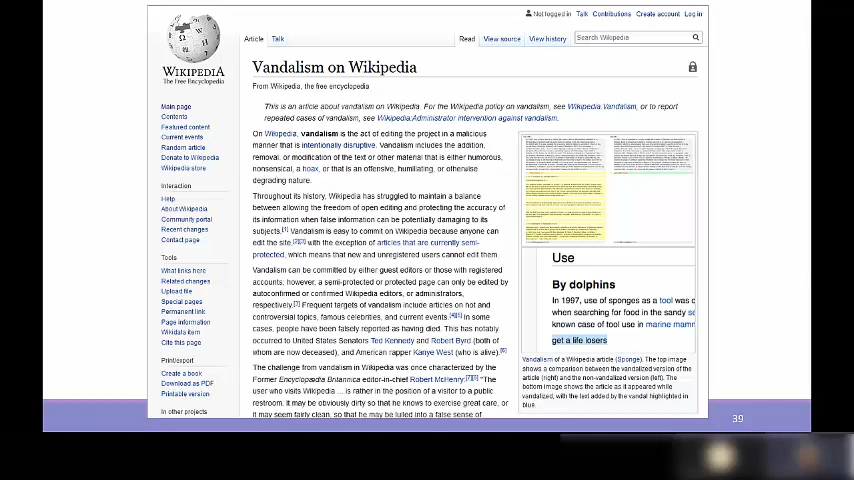 Not logged in Talk Contributions Create account Log in
Article Talk Read View source View history Search Wikipedia
WIKIPEDIA
The Free Encyclopedia
Main page
Contents
Featured content
Current events
Random article
Donate to Wikipedia
Wikipedia store
Interaction
Help
About Wikipedia
Community portal
Recent changes
Contact page
Tools
What links here
Related changes
Upload file
Special pages
Permanent link
Page information
Wikidata item
Cite this page
Print/export
Create a book
Download as PDF
Printable version
In other projects
Vandalism on Wikipedia
From Wikipedia, the free encyclopedia
This is an article about vandalism on Wikipedia. For the Wikipedia policy on vandalism, see Wikipedia:Vandalism, or to report
repeated cases of vandalism, see Wikipedia:Administrator intervention against vandalism.
On Wikipedia, vandalism is the act of editing the project in a malicious
manner that is intentionally disruptive. Vandalism includes the addition,
removal, or modification of the text or other material that is either humorous,
nonsensical, a hoax, or that is an offensive, humiliating, or otherwise
degrading nature.
Throughout its history, Wikipedia has struggled to maintain a balance
between allowing the freedom of open editing and protecting the accuracy of
its information when false information can be potentially damaging to its
subjects.[1] Vandalism is easy to commit on Wikipedia because anyone can
edit the site,[2][3] with the exception of articles that are currently semi-
protected, which means that new and unregistered users cannot edit them.
Vandalism can be committed by either guest editors or those with registered
accounts; however, a semi-protected or protected page can only be edited by
autoconfirmed or confirmed Wikipedia editors, or administrators,
respectively.[3] Frequent targets of vandalism include articles on hot and
controversial topics, famous celebrities, and current events.[4][5] In some
cases, people have been falsely reported as having died. This has notably
occurred to United States Senators Ted Kennedy and Robert Byrd (both of
whom are now deceased), and American rapper Kanye West (who is alive).[6]
The challenge from vandalism in Wikipedia was once characterized by the
Former Encyclopædia Britannica editor-in-chief Robert McHenry:[7][8] "The
user who visits Wikipedia ... is rather in the position of a visitor to a public
restroom. It may be obviously dirty so that he knows to exercise great care, or
it may seem fairly clean, so that he may be lulled into a false sense of
Use
By dolphins
In 1997, use of sponges as a tool was
when searching for food in the sandy
known case of tool use in marine mamm
get a life losers
Vandalism of a Wikipedia article (Sponge). The top image
shows a comparison between the vandalized version of the
article (right) and the non-vandalized version (left). The
bottom image shows the article as it appeared while
vandalized, with the text added by the vandal highlighted in
blue.
39